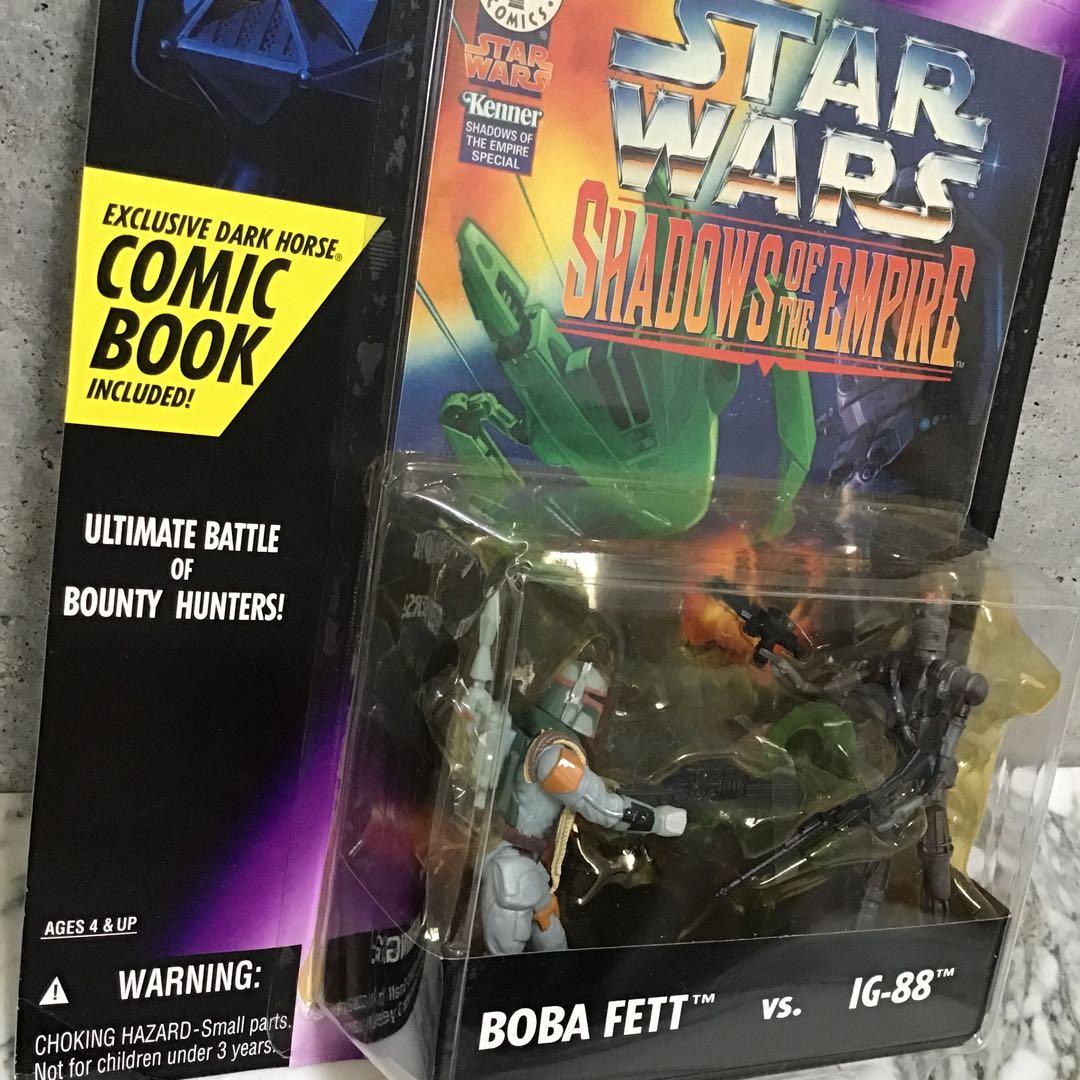 COMICS®
STAR
WARS
Kenner
SHADOWS OF
THE EMPIRE
SPECIAL
STAR
WARS
SHADOWS OF THE EMPIRE™
EXCLUSIVE DARK HORSE®
COMIC
BOOK
INCLUDED!
ULTIMATE BATTLE
OF
BOUNTY HUNTERS!
AGES 4 & UP
WARNING:
CHOKING HAZARD-Small parts.
Not for children under 3 years.
BOBA FETT™ vs. IG-88™